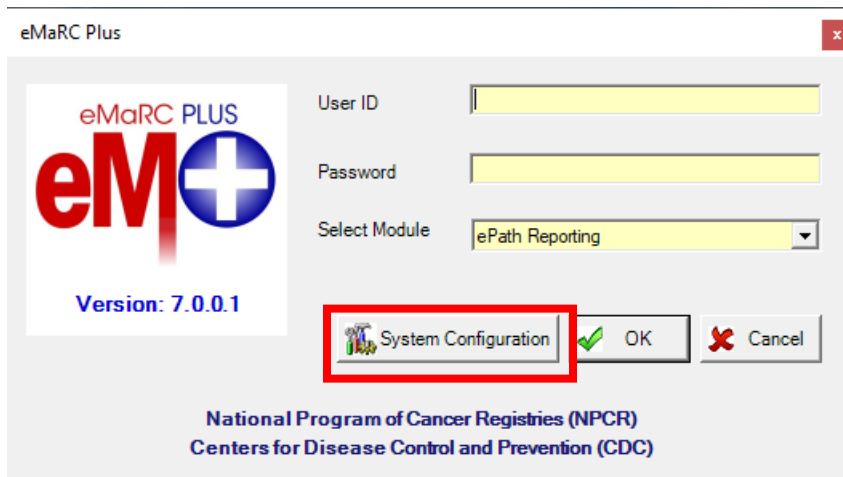 eMaRC Plus
x
eMaRC PLUS
eM
Version: 7.0.0.1
User ID
Password
Select Module
ePath Reporting
System Configuration
OK
Cancel
National Program of Cancer Registries (NPCR)
Centers for Disease Control and Prevention (CDC)